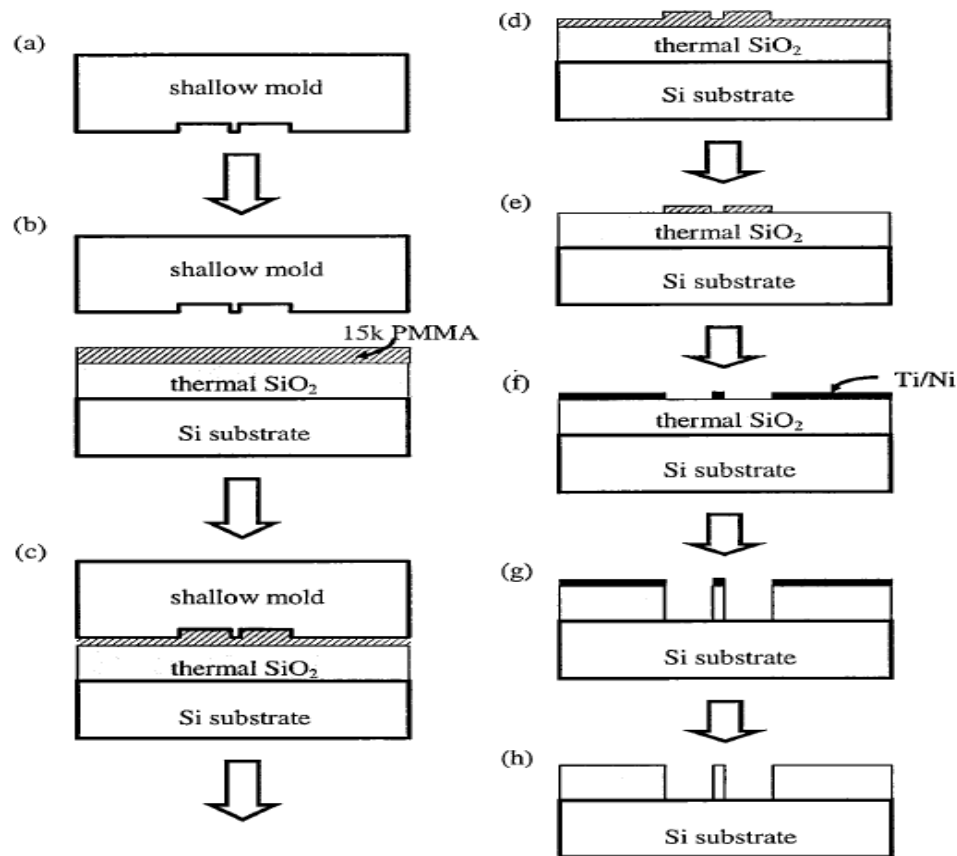 (a)
shallow mold
(b)
shallow mold
15k PMMA
thermal SiO₂
Si substrate
(c)
shallow mold
thermal SiO₂
Si substrate
(d)
thermal SiO₂
Si substrate
(e)
thermal SiO₂
Si substrate
(f)
Ti/Ni
thermal SiO₂
Si substrate
(g)
Si substrate
(h)
Si substrate